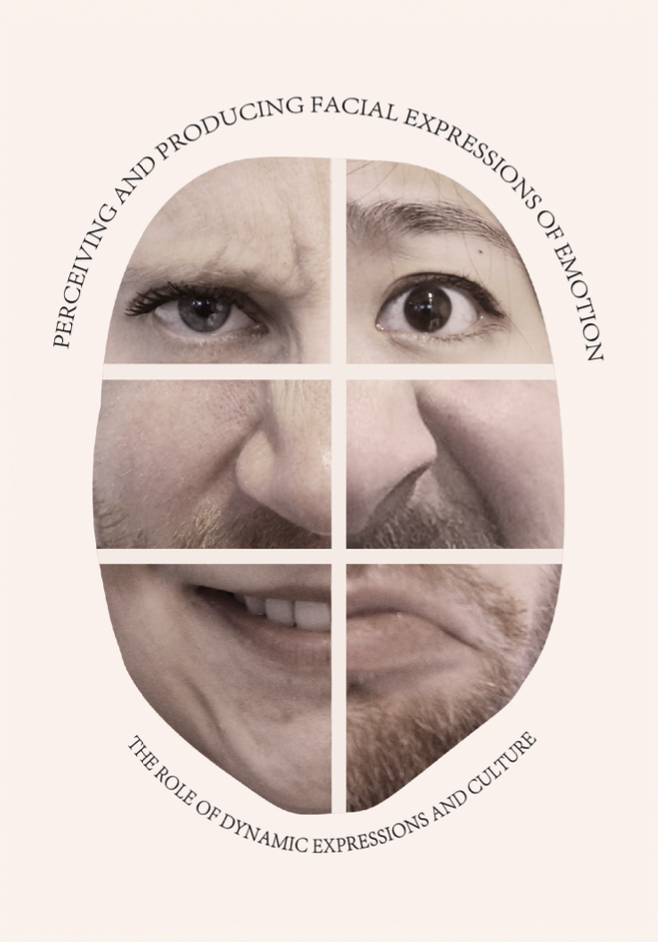 PERCEIVING AND PRODUCING FACIAL EXPRESSIONS OF EMOTION
THE ROLE OF DYNAMIC EXPRESSIONS AND CULTURE